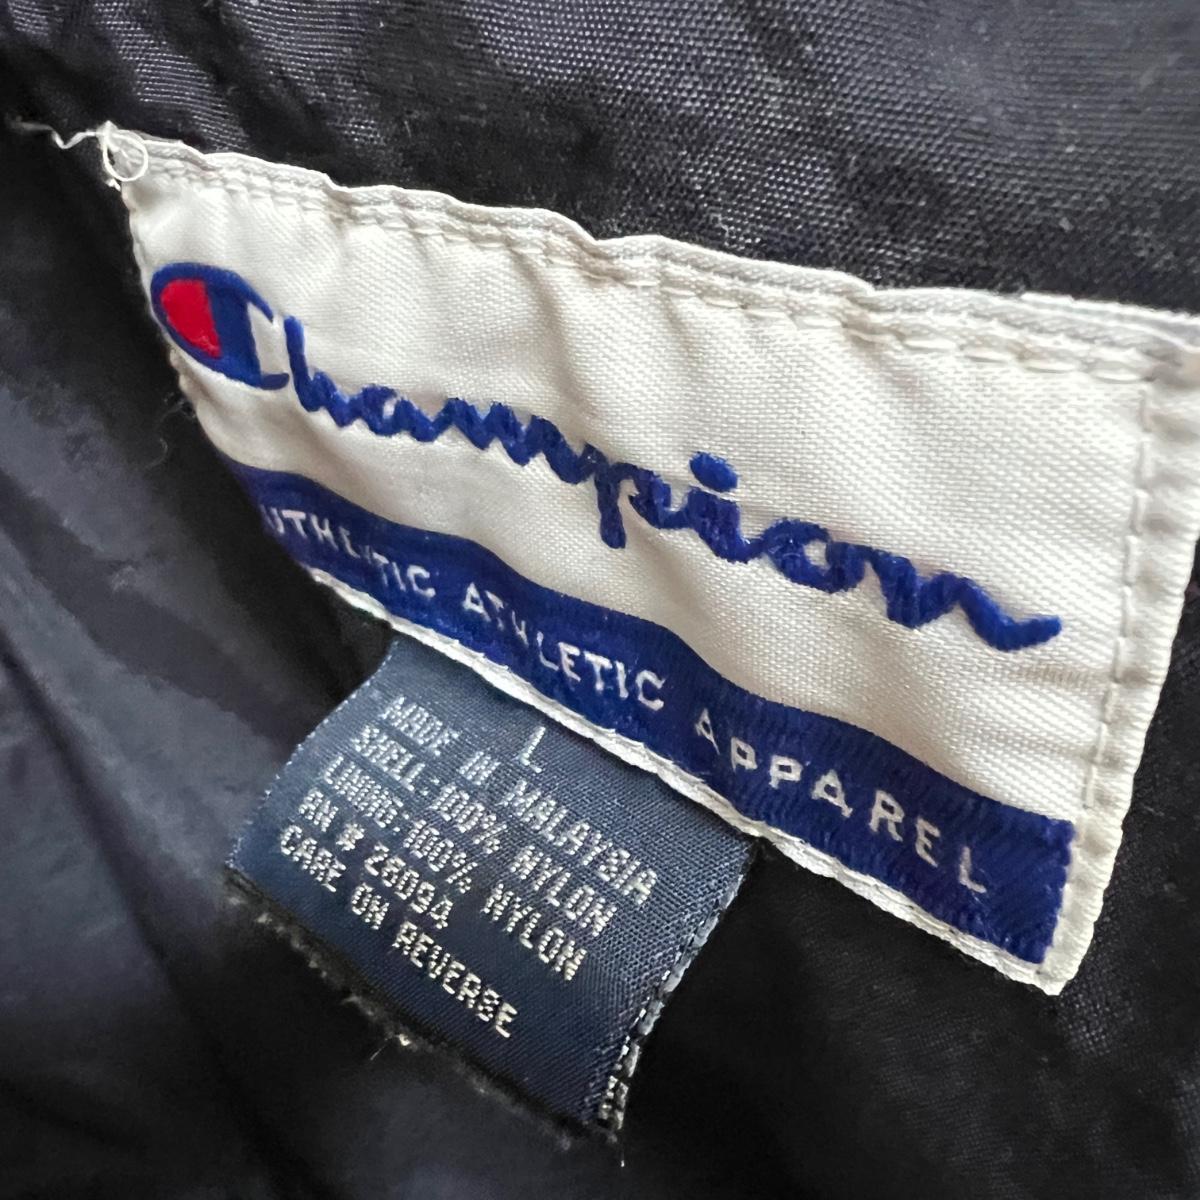 Champion
AUTHENTIC ATHLETIC APPAREL
L
MADE IN MALAYSIA
SHELL: 100% NYLON
LINING: 100% NYLON
RN # 26094
CARE ON REVERSE